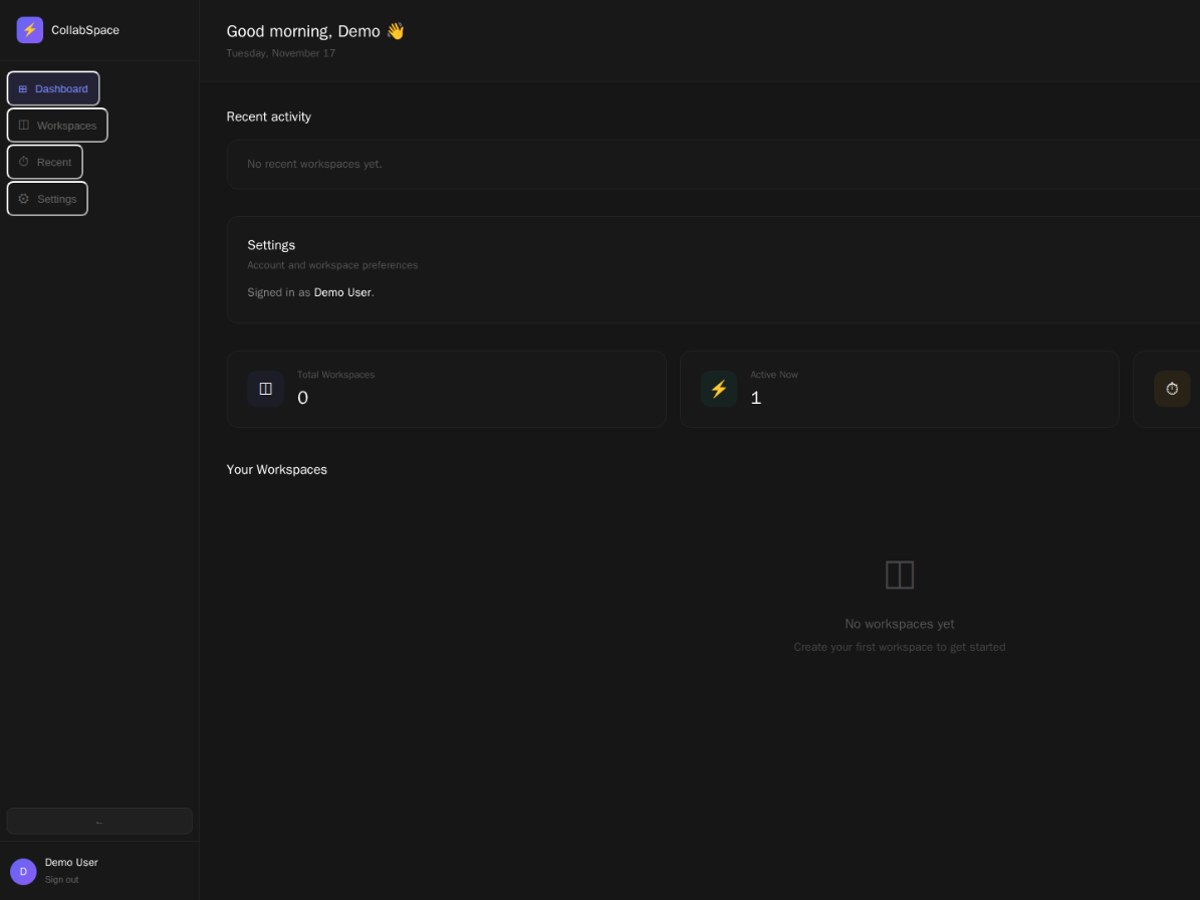 CollabSpace
Dashboard
Workspaces
Recent
Settings
←
Demo User
Sign out
D
Good morning, Demo 👋
Tuesday, November 17
Recent activity
No recent workspaces yet.
Settings
Account and workspace preferences
Signed in as Demo User.
Total Workspaces
0
Active Now
1
Your Workspaces
No workspaces yet
Create your first workspace to get started